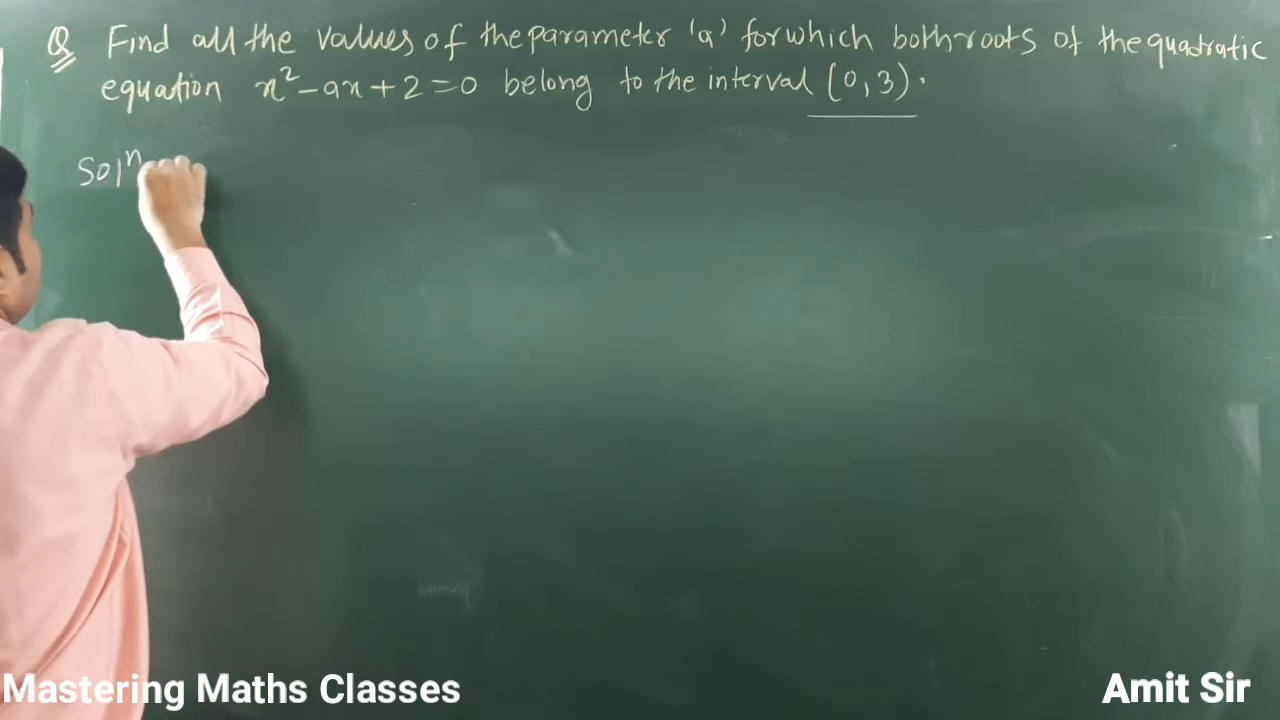 Q Find all the values of the parameter 'a' for which both roots of the quadratic
equation x² - ax + 2 = 0 belong to the interval (0, 3).
Solⁿ
Mastering Maths Classes
Amit Sir